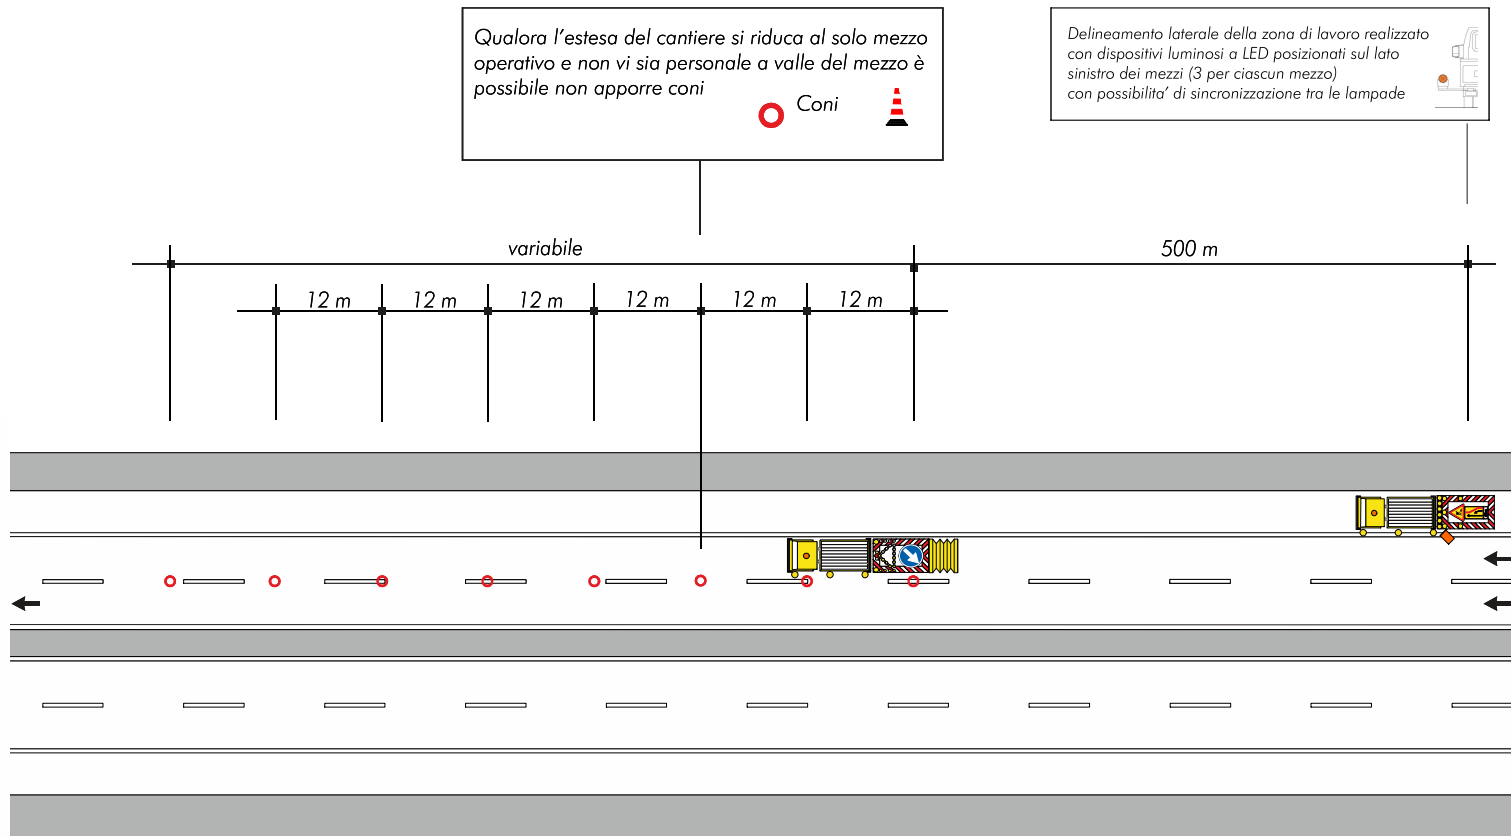 Qualora l'estesa del cantiere si riduca al solo mezzo
operativo e non vi sia personale a valle del mezzo è
possibile non apporre coni
Coni
Delineamento laterale della zona di lavoro realizzato
con dispositivi luminosi a LED posizionati sul lato
sinistro dei mezzi (3 per ciascun mezzo)
con possibilita' di sincronizzazione tra le lampade
variabile
500 m
12 m
12 m
12 m
12 m
12 m
12 m